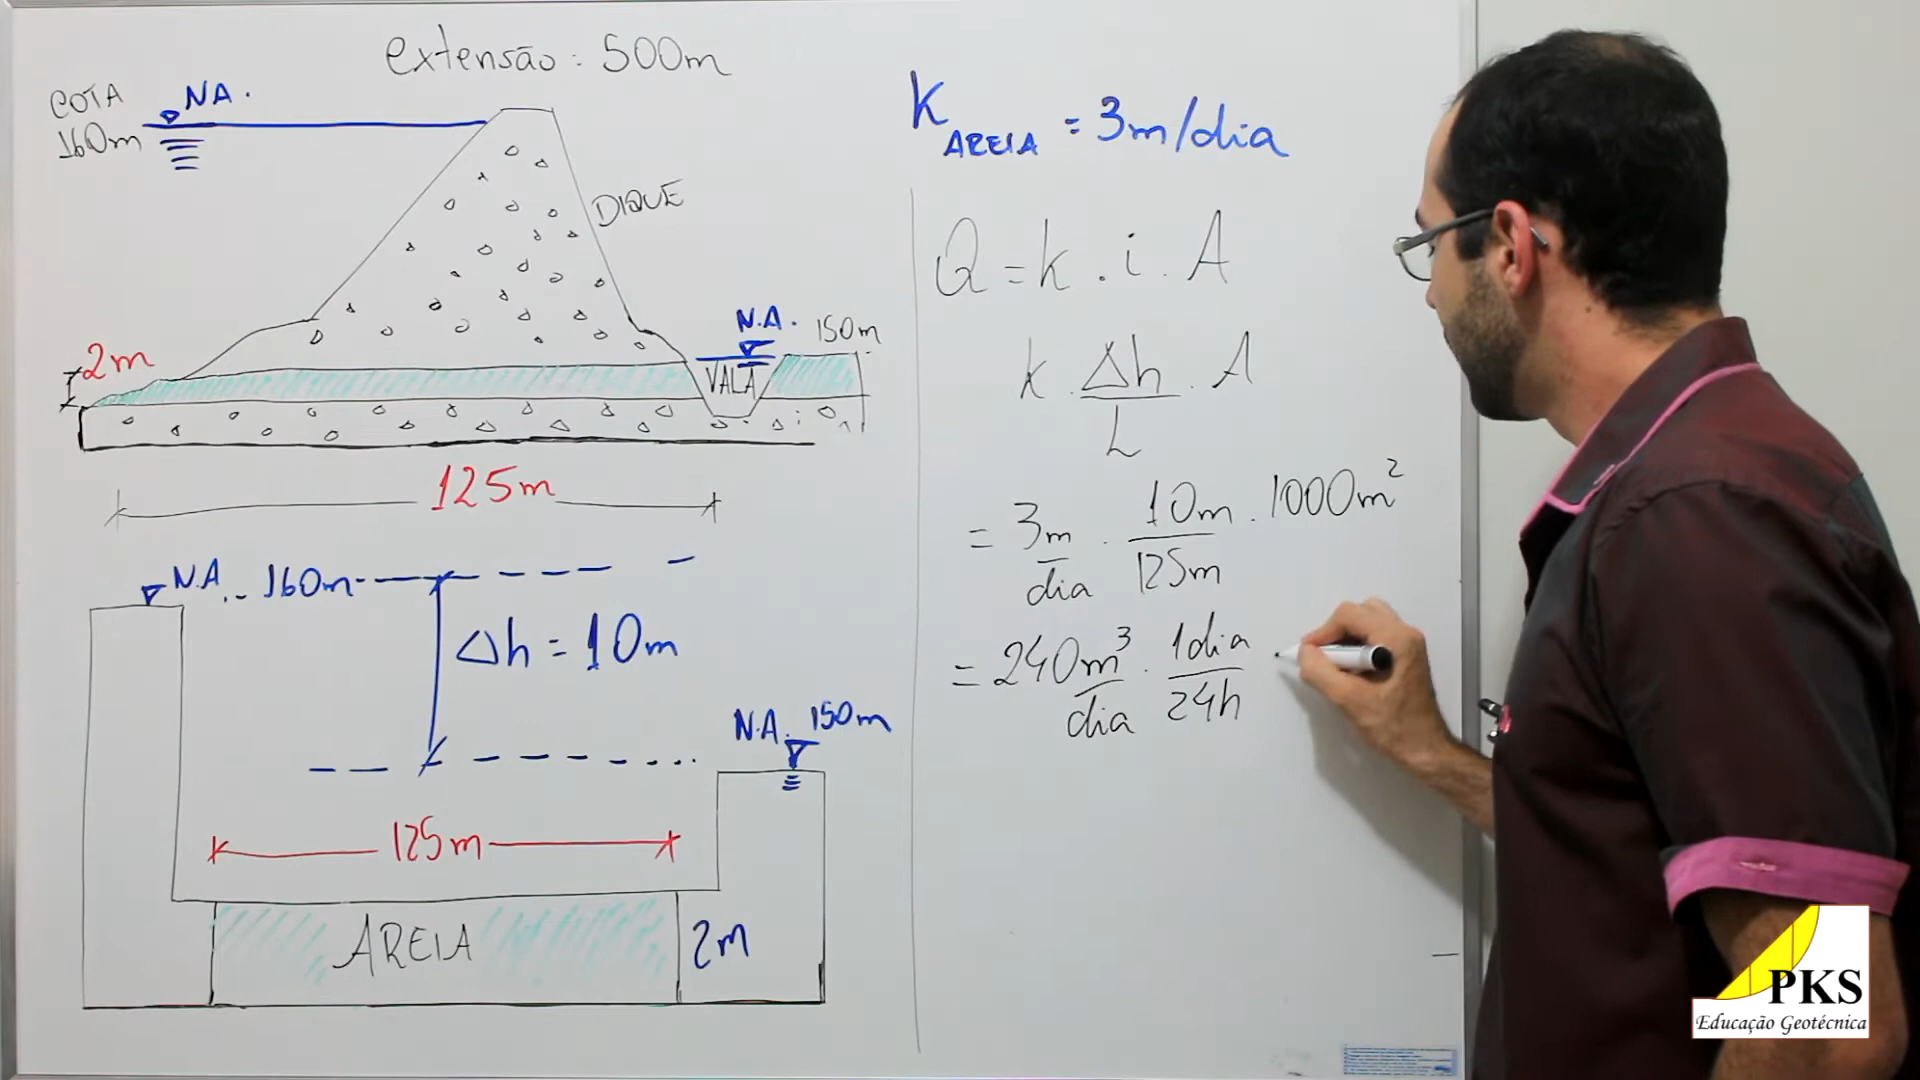 extensão: 500m
COTA
160m
NA.
DIQUE
2m
N.A.
150m
VALA
125m
N.A. - 160m
Δh = 10m
N.A. 150m
125m
AREIA
2m
K AREIA = 3m/dia
Q = k . i . A
k . Δh/L . A
= 3m/dia . 10m/125m . 1000m²
= 240m³/dia . 1dia/24h
PKS
Educação Geotécnica